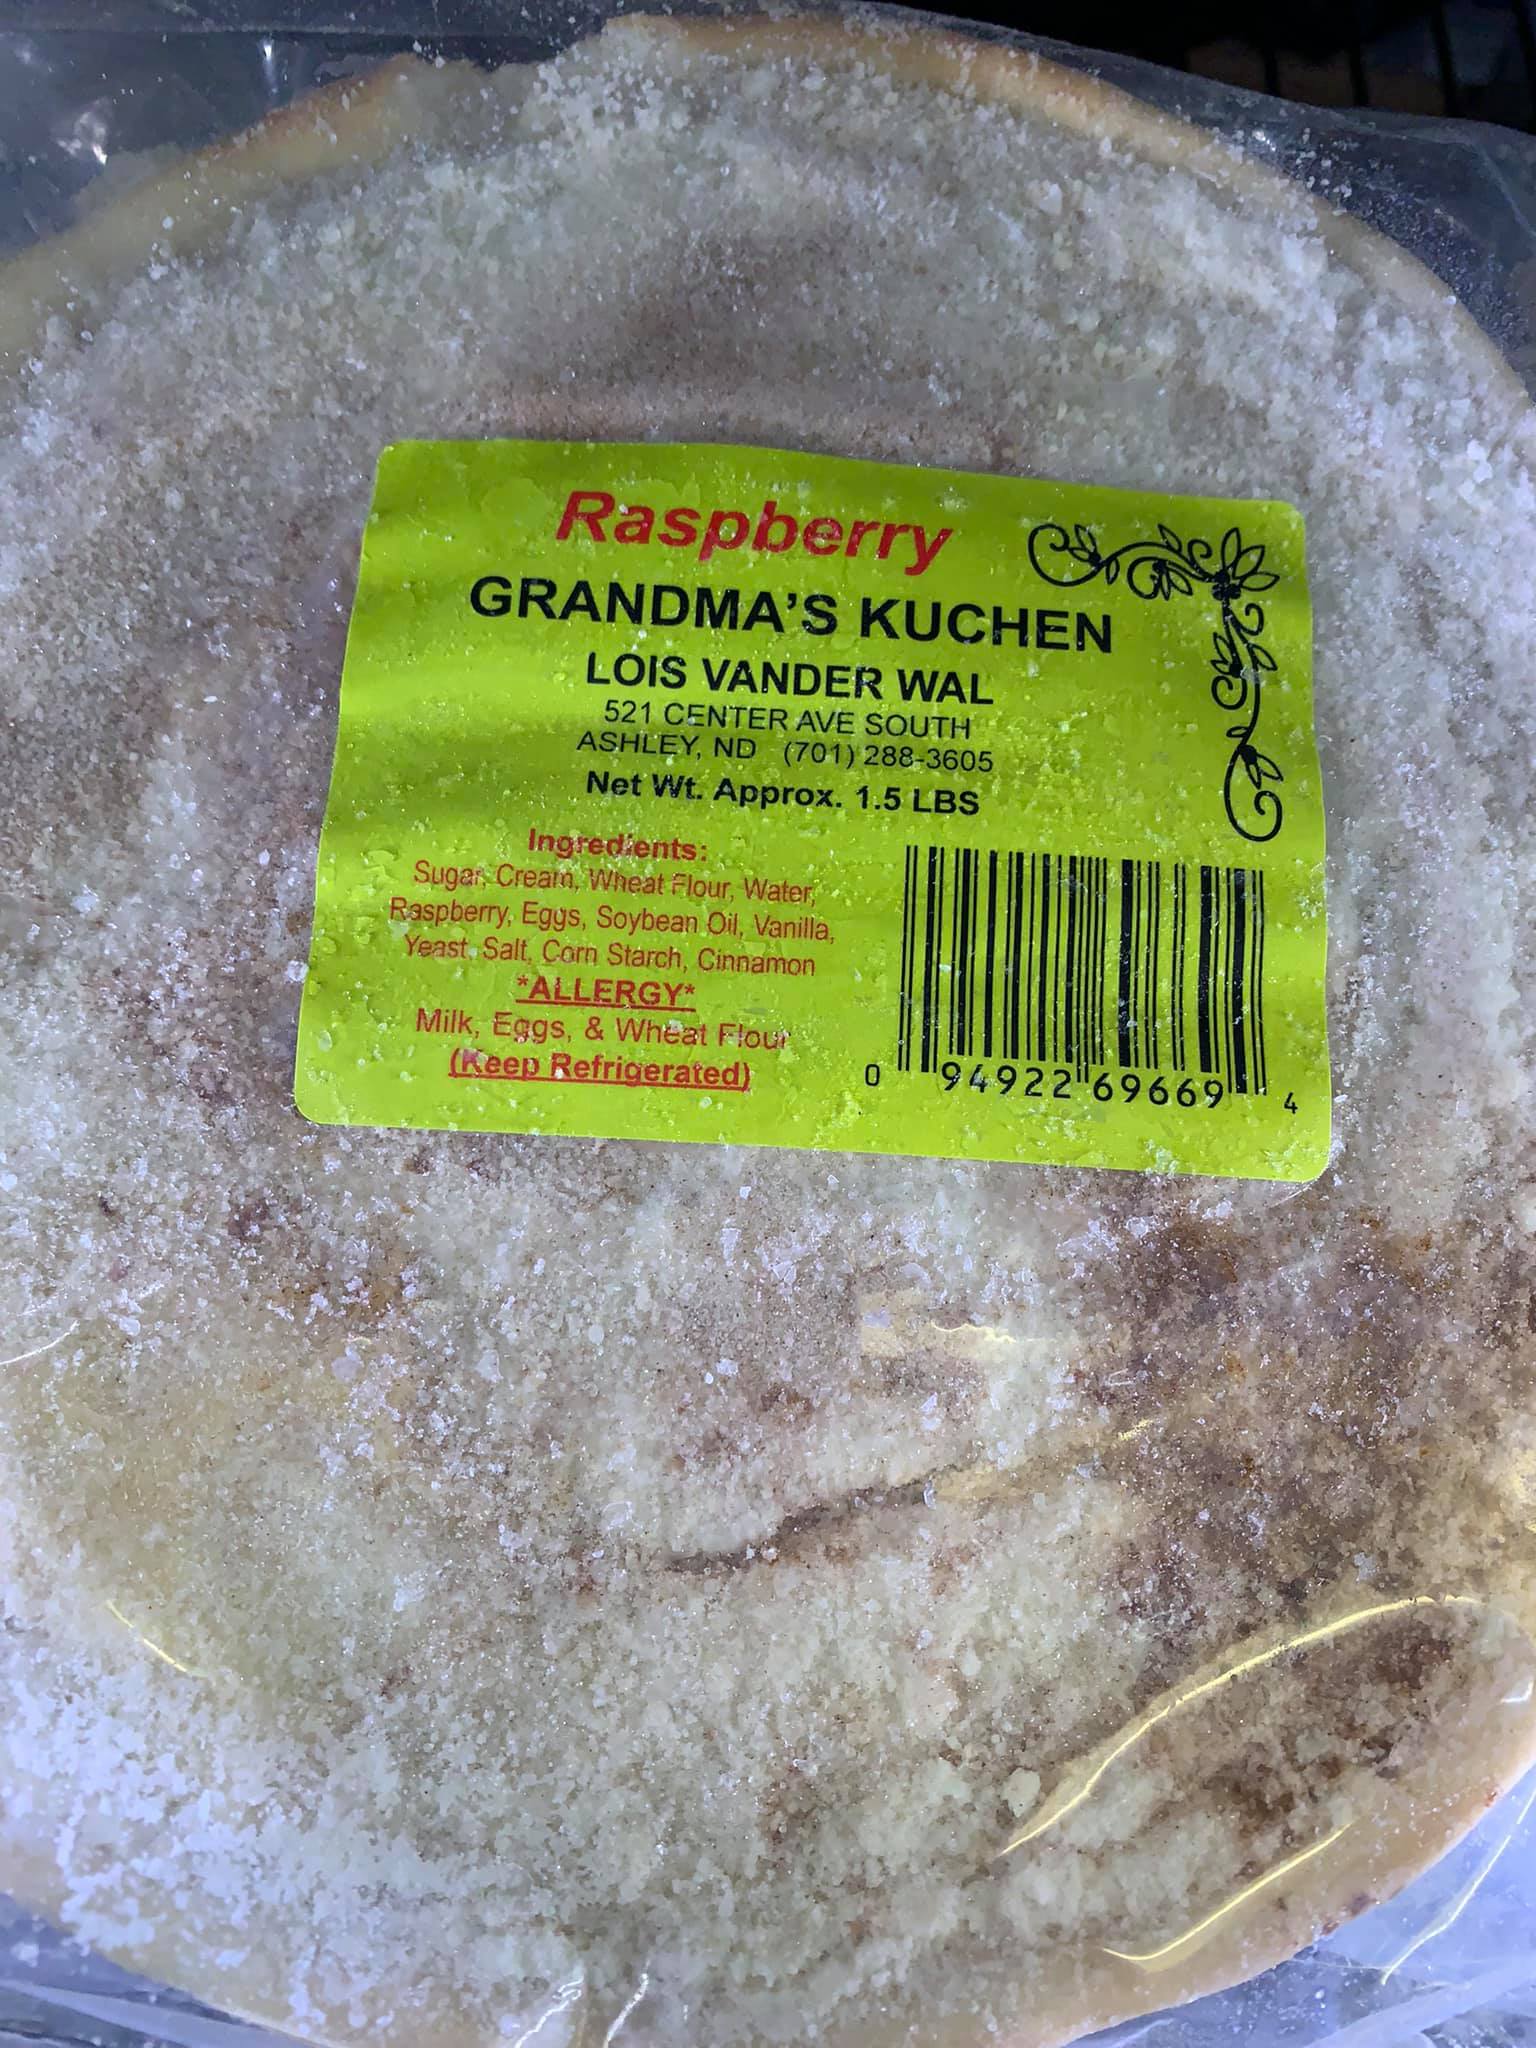 Raspberry
GRANDMA'S KUCHEN
LOIS VANDER WAL
521 CENTER AVE SOUTH
ASHLEY, ND (701) 288-3605
Net Wt. Approx. 1.5 LBS
Ingredients:
Sugar, Cream, Wheat Flour, Water,
Raspberry, Eggs, Soybean Oil, Vanilla,
Yeast, Salt, Corn Starch, Cinnamon
*ALLERGY*
Milk, Eggs, & Wheat Flour
(Keep Refrigerated)
0 94922 69669 4